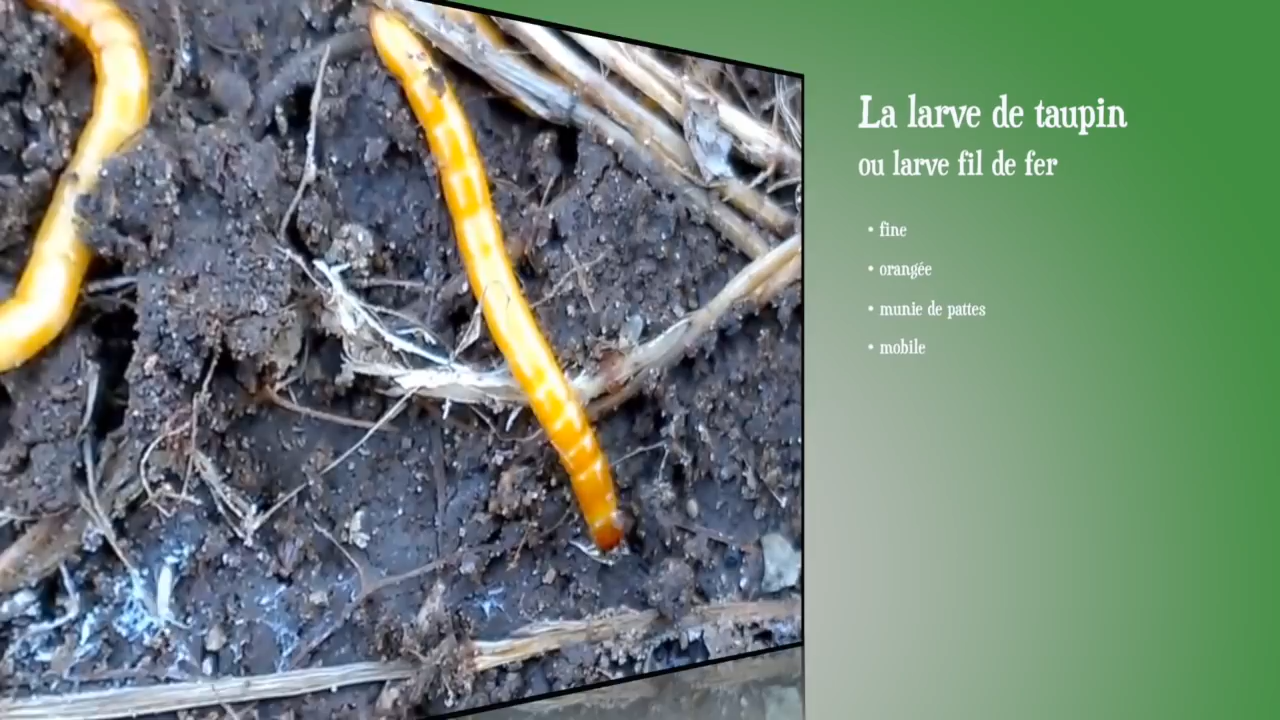 La larve de taupin
ou larve fil de fer
• fine
• orangée
• munie de pattes
• mobile